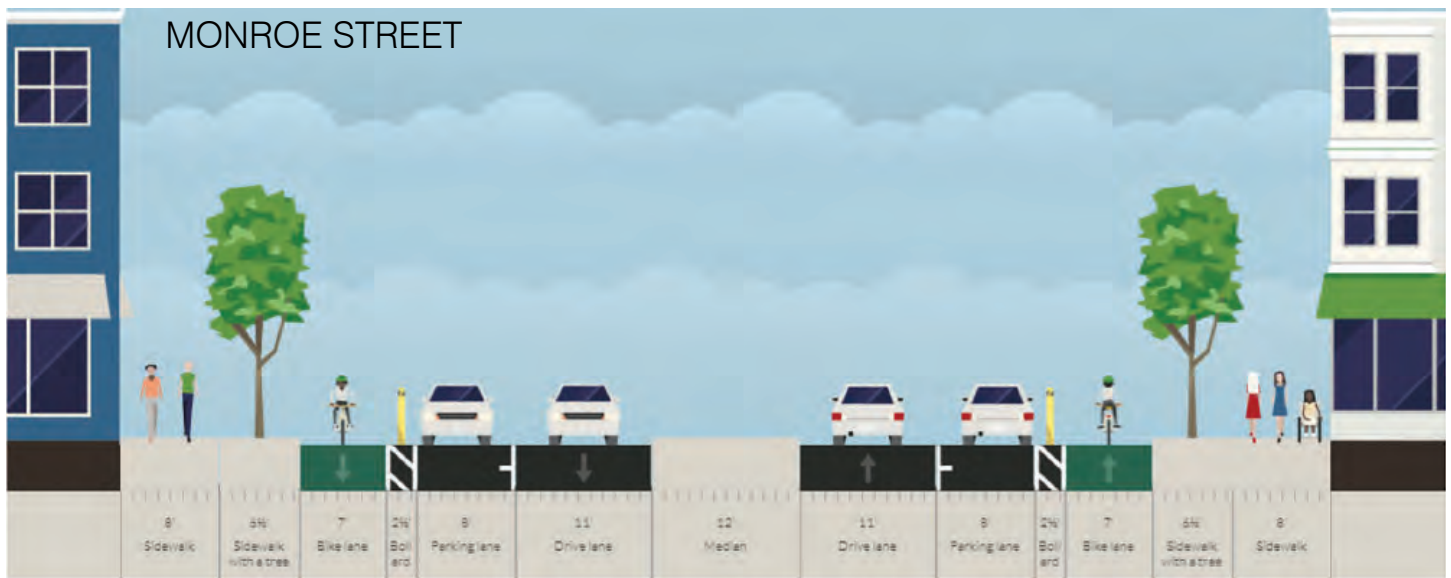 MONROE STREET
8' 6½' 7' 2½' 8' 11' 12' 11' 8' 2½' 7' 6½' 8'
Sidewalk Sidewalk Bike lane Boll Parking lane Drive lane Median Drive lane Parking lane Boll Bike lane Sidewalk Sidewalk
with a tree ard ard with a tree